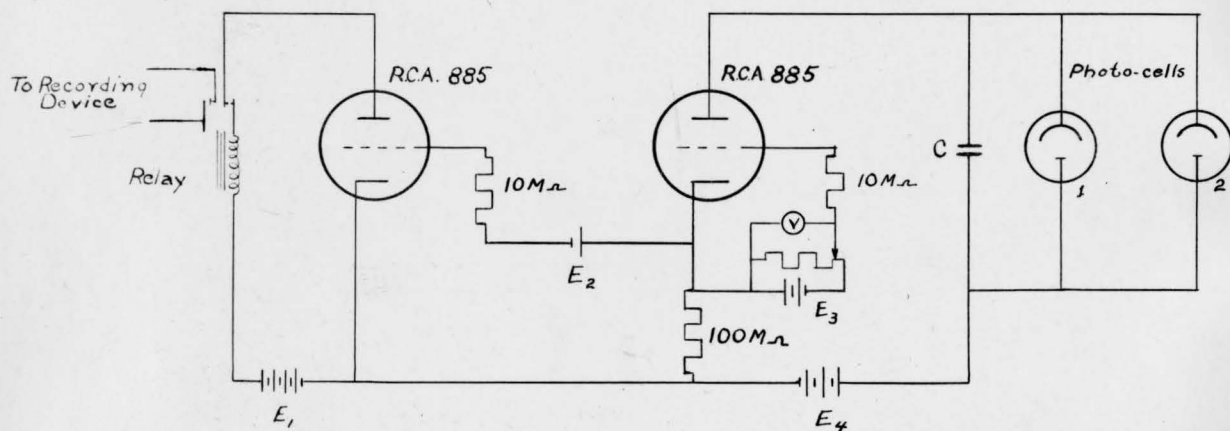 To Recording
Device
Relay
R.C.A. 885
10MΩ
E2
E1
R.C.A 885
10MΩ
V
E3
100MΩ
E4
C
Photo-cells
1
2